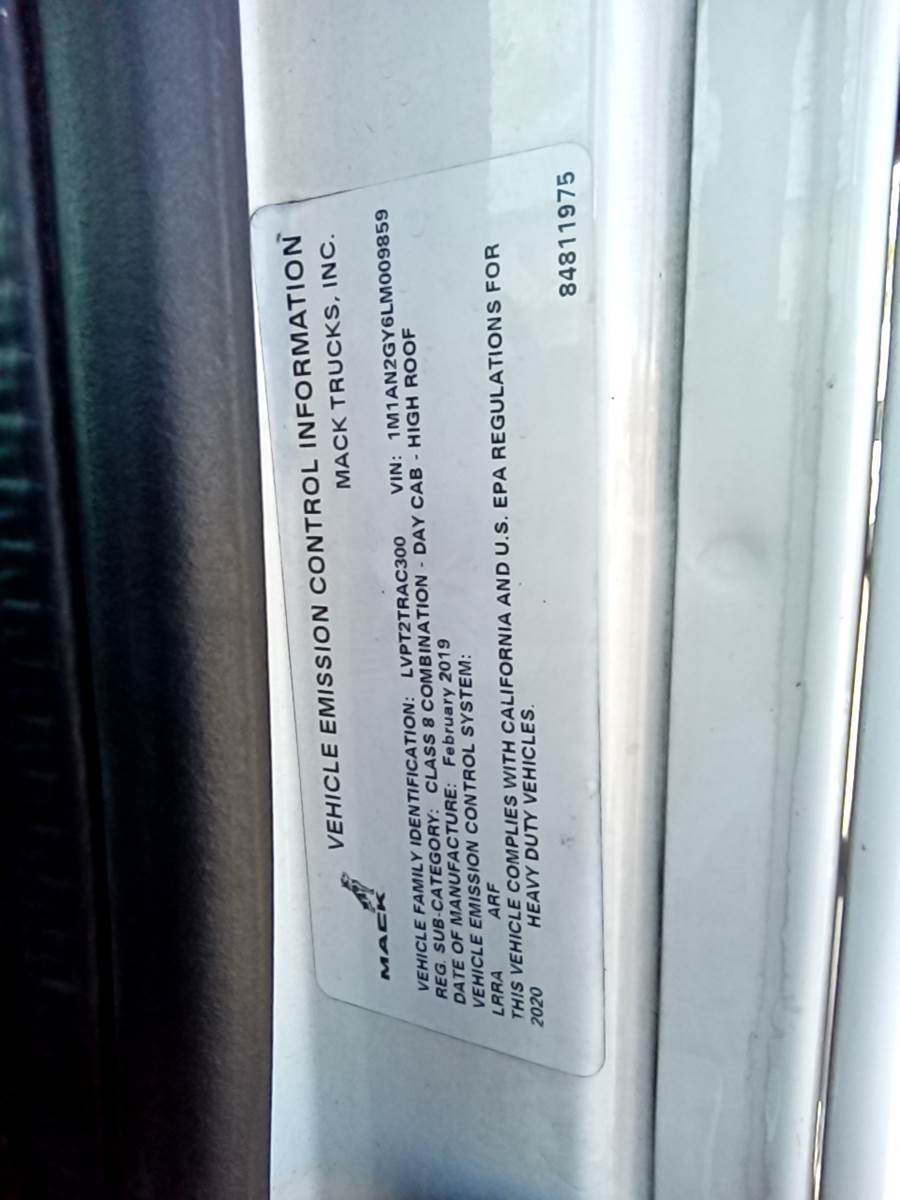 VEHICLE EMISSION CONTROL INFORMATION
MACK TRUCKS, INC.
MACK
VEHICLE FAMILY IDENTIFICATION: LVPT2TRAC300 VIN: 1M1AN2GY6LM009859
REG. SUB-CATEGORY: CLASS 8 COMBINATION - DAY CAB - HIGH ROOF
DATE OF MANUFACTURE: February 2019
VEHICLE EMISSION CONTROL SYSTEM:
LRRA ARF
THIS VEHICLE COMPLIES WITH CALIFORNIA AND U.S. EPA REGULATIONS FOR
2020 HEAVY DUTY VEHICLES.
84811975